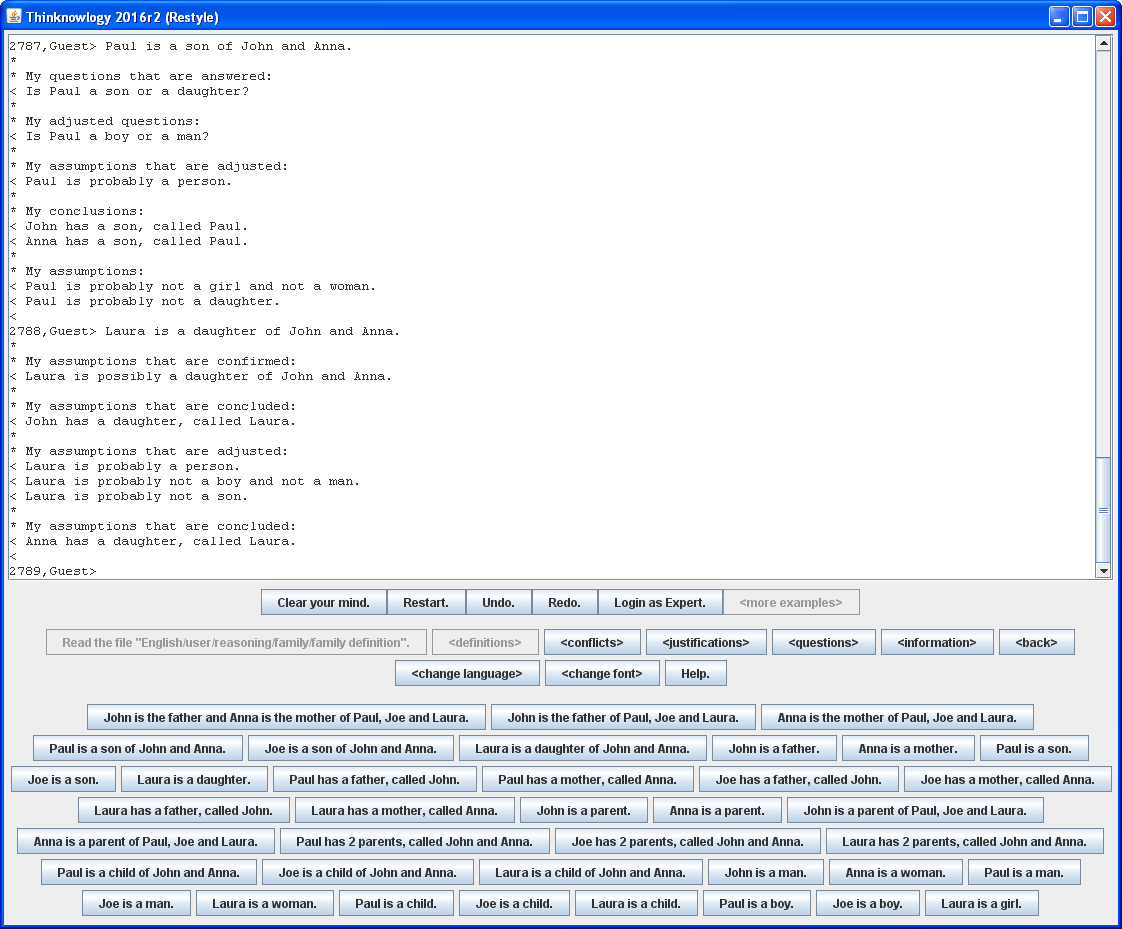 Thinknowlogy 2016r2 (Restyle)
2787,Guest> Paul is a son of John and Anna.
*
* My questions that are answered:
< Is Paul a son or a daughter?
*
* My adjusted questions:
< Is Paul a boy or a man?
*
* My assumptions that are adjusted:
< Paul is probably a person.
*
* My conclusions:
< John has a son, called Paul.
< Anna has a son, called Paul.
*
* My assumptions:
< Paul is probably not a girl and not a woman.
< Paul is probably not a daughter.
<
2788,Guest> Laura is a daughter of John and Anna.
*
* My assumptions that are confirmed:
< Laura is possibly a daughter of John and Anna.
*
* My assumptions that are concluded:
< John has a daughter, called Laura.
*
* My assumptions that are adjusted:
< Laura is probably a person.
< Laura is probably not a boy and not a man.
< Laura is probably not a son.
*
* My assumptions that are concluded:
< Anna has a daughter, called Laura.
<
2789,Guest>
Clear your mind. Restart. Undo. Redo. Login as Expert. <more examples>
Read the file "English/user/reasoning/family/family definition". <definitions> <conflicts> <justifications> <questions> <information> <back>
<change language> <change font> Help.
John is the father and Anna is the mother of Paul, Joe and Laura. John is the father of Paul, Joe and Laura. Anna is the mother of Paul, Joe and Laura.
Paul is a son of John and Anna. Joe is a son of John and Anna. Laura is a daughter of John and Anna. John is a father. Anna is a mother. Paul is a son.
Joe is a son. Laura is a daughter. Paul has a father, called John. Paul has a mother, called Anna. Joe has a father, called John. Joe has a mother, called Anna.
Laura has a father, called John. Laura has a mother, called Anna. John is a parent. Anna is a parent. John is a parent of Paul, Joe and Laura.
Anna is a parent of Paul, Joe and Laura. Paul has 2 parents, called John and Anna. Joe has 2 parents, called John and Anna. Laura has 2 parents, called John and Anna.
Paul is a child of John and Anna. Joe is a child of John and Anna. Laura is a child of John and Anna. John is a man. Anna is a woman. Paul is a man.
Joe is a man. Laura is a woman. Paul is a child. Joe is a child. Laura is a child. Paul is a boy. Joe is a boy. Laura is a girl.